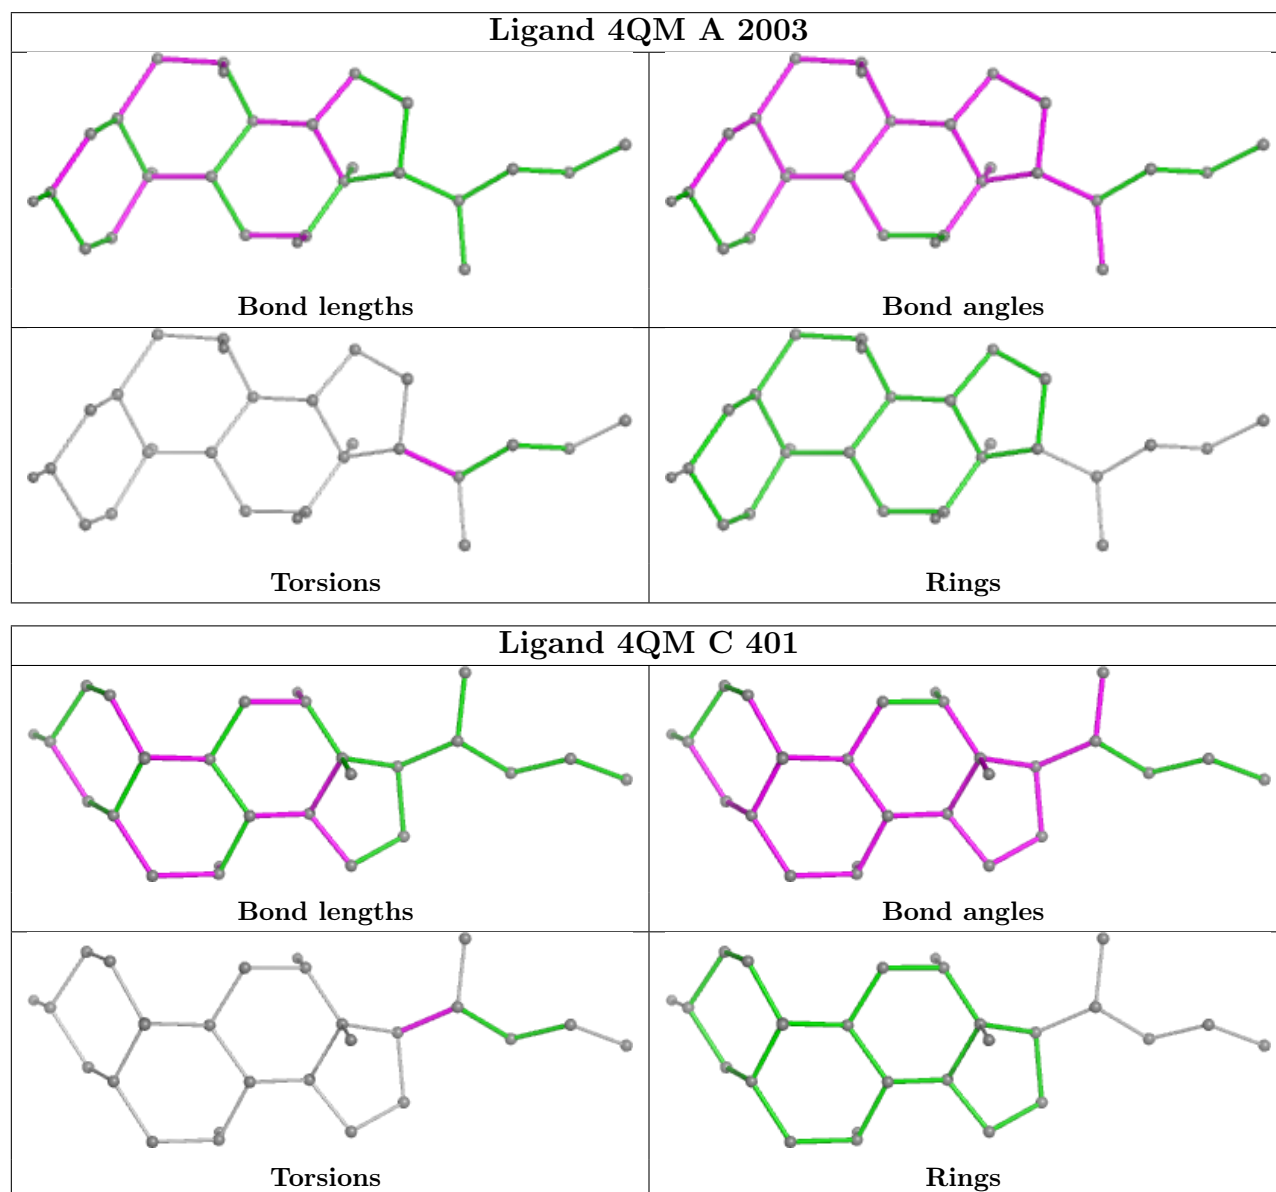 Ligand 4QM A 2003
Bond lengths
Bond angles
Torsions
Rings
Ligand 4QM C 401
Bond lengths
Bond angles
Torsions
Rings